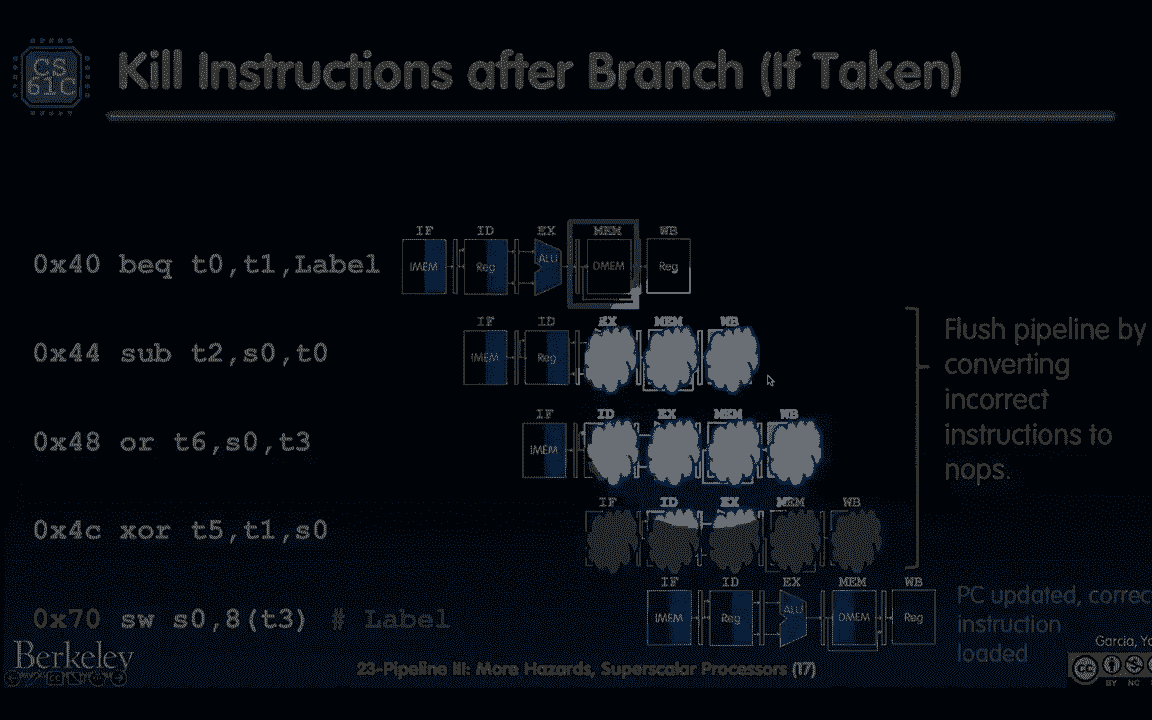 CS
61C
Kill Instructions after Branch (If Taken)
IF ID EX MEM WB
0x40 beq t0,t1,Label
IMEM Reg ALU DMEM Reg
IF ID EX MEM WB
0x44 sub t2,s0,t0
IMEM Reg
IF ID EX MEM WB
0x48 or t6,s0,t3
IMEM
IF ID EX MEM WB
0x4c xor t5,t1,s0
IF ID EX MEM WB
0x70 sw s0,8(t3) # Label
IMEM Reg ALU DMEM Reg
Flush pipeline by
converting
incorrect
instructions to
nops.
PC updated, correc
instruction
loaded
Berkeley
23-Pipeline III: More Hazards, Superscalar Processors (17)
Garcia, Yo
cc
BY NC